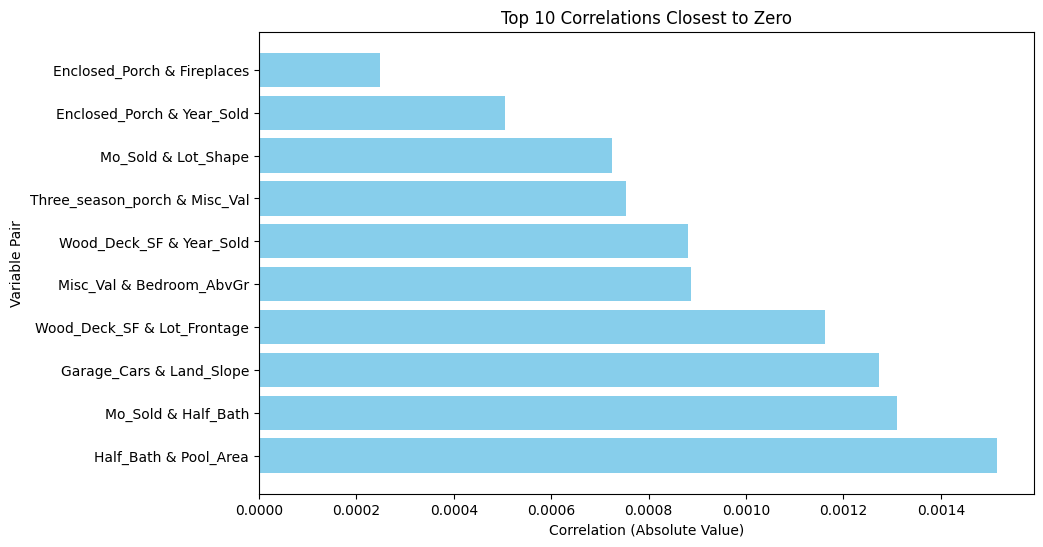 Top 10 Correlations Closest to Zero
Variable Pair
Enclosed_Porch & Fireplaces
Enclosed_Porch & Year_Sold
Mo_Sold & Lot_Shape
Three_season_porch & Misc_Val
Wood_Deck_SF & Year_Sold
Misc_Val & Bedroom_AbvGr
Wood_Deck_SF & Lot_Frontage
Garage_Cars & Land_Slope
Mo_Sold & Half_Bath
Half_Bath & Pool_Area
0.0000 0.0002 0.0004 0.0006 0.0008 0.0010 0.0012 0.0014
Correlation (Absolute Value)